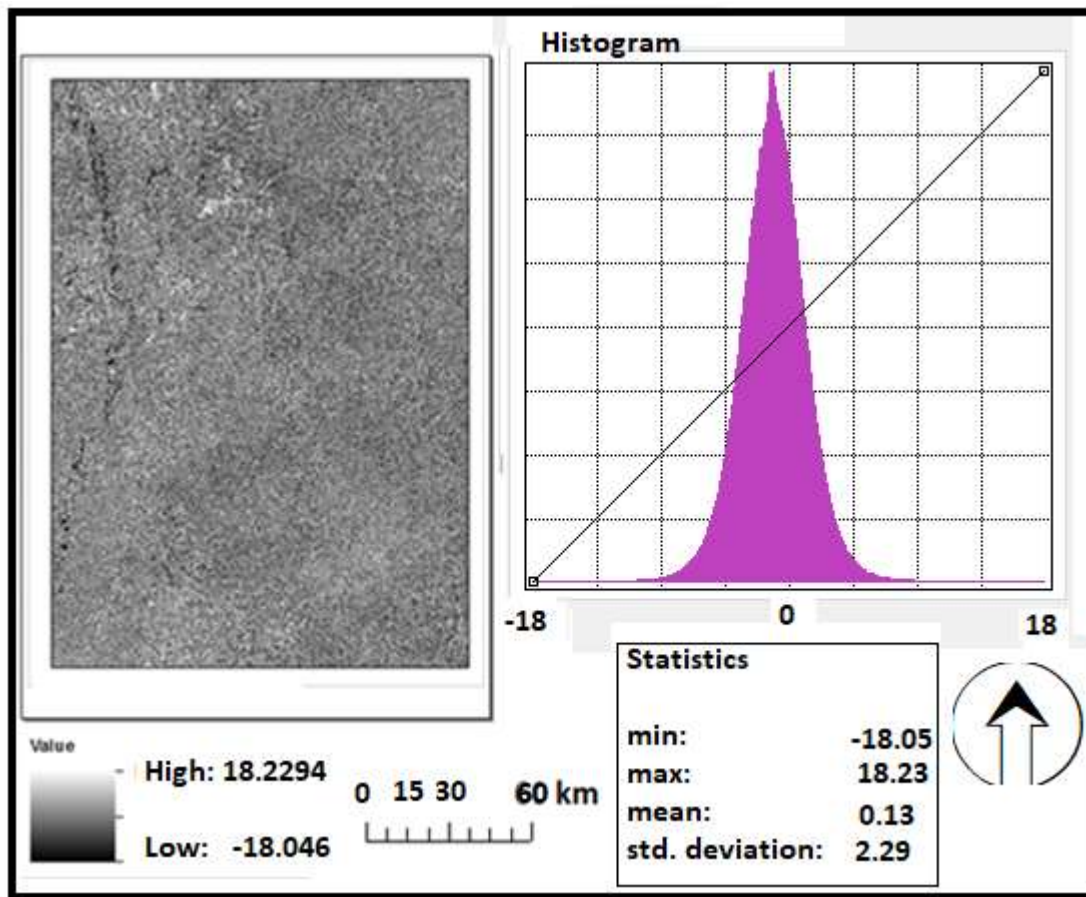 Histogram
-18 0 18
Value
High: 18.2294
Low: -18.046
0 15 30 60 km
Statistics
min: -18.05
max: 18.23
mean: 0.13
std. deviation: 2.29